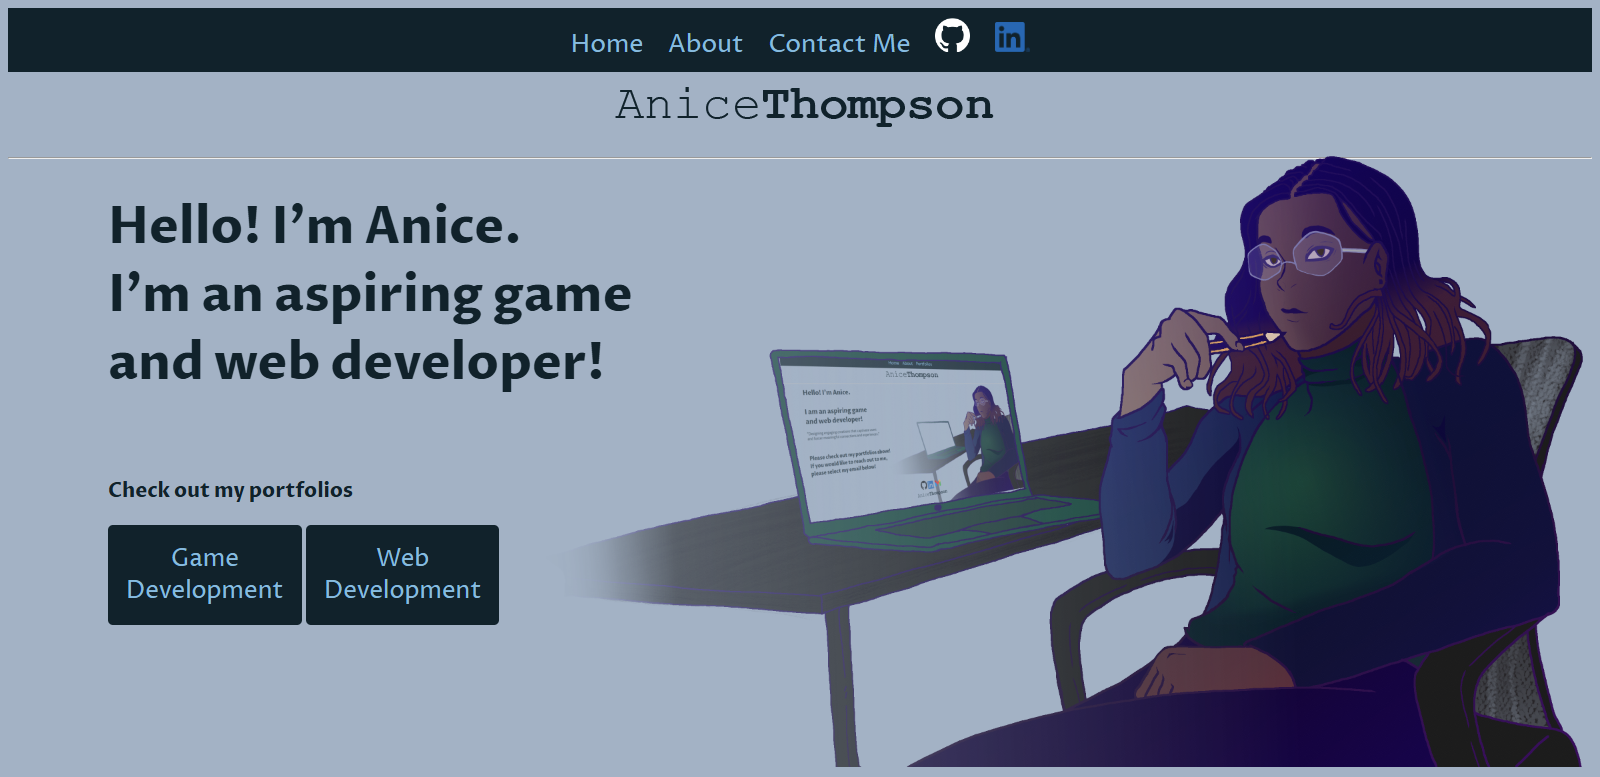 Home About Contact Me
AniceThompson
Hello! I’m Anice.
I’m an aspiring game
and web developer!
Check out my portfolios
Game
Development
Web
Development
Home About Portfolios
AniceThompson
Hello! I'm Anice.
I am an aspiring game
and web developer!
Please check out my portfolios above!
If you would like to reach out to me,
please select my email below!
AniceThompson